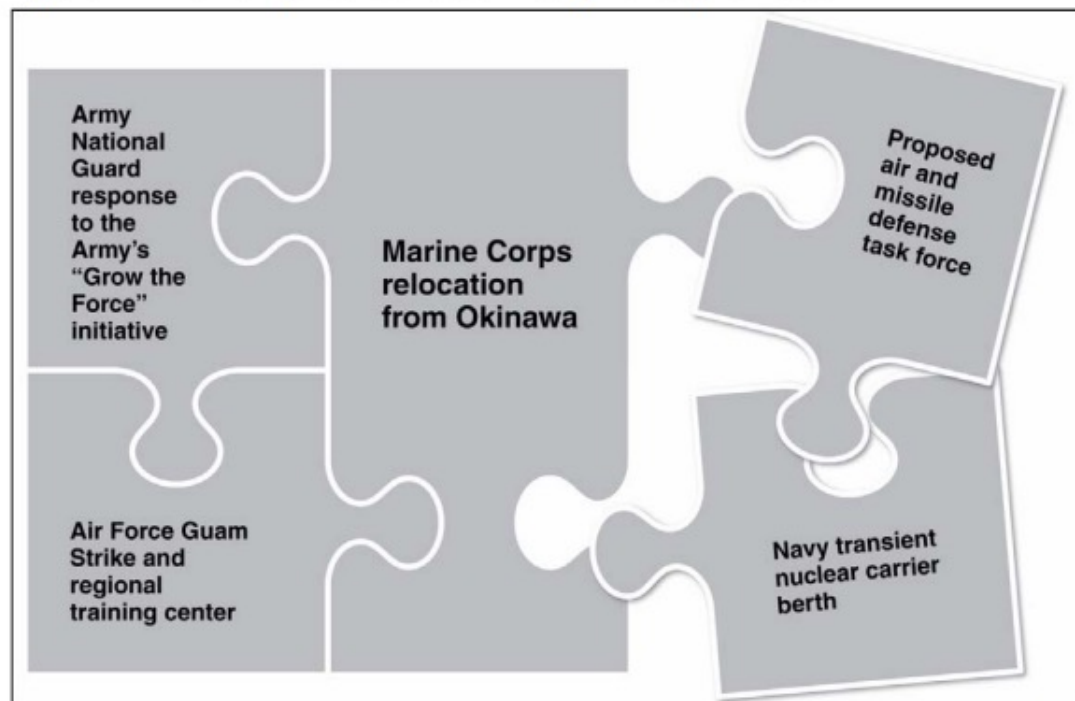 Army
National
Guard
response
to the
Army’s
“Grow the
Force”
initiative
Marine Corps
relocation
from Okinawa
Proposed
air and
missile
defense
task force
Air Force Guam
Strike and
regional
training center
Navy transient
nuclear carrier
berth